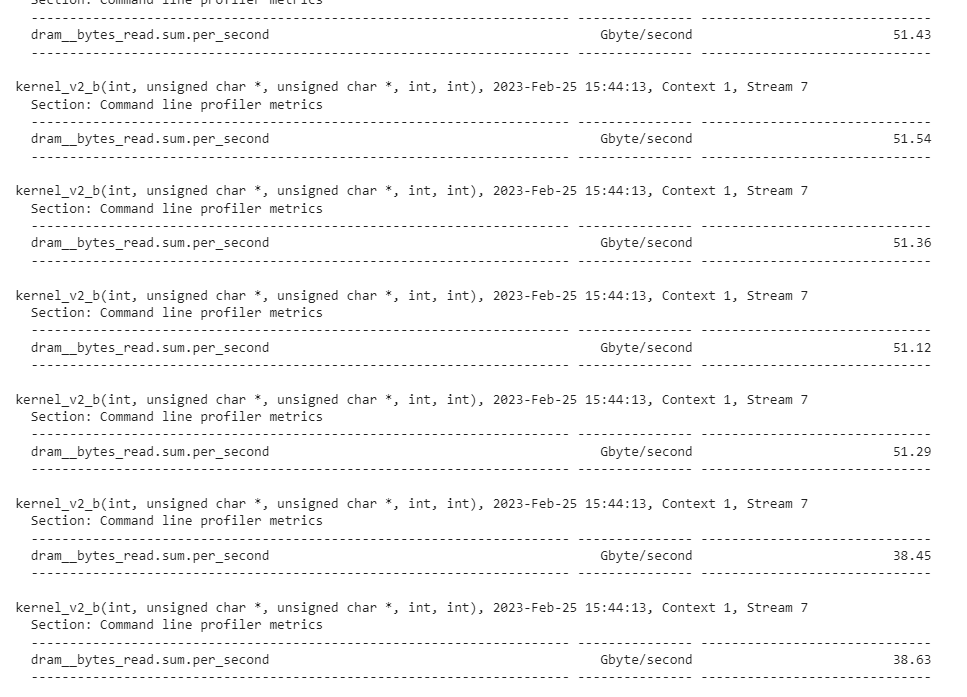 Section: Command line profiler metrics
---------------------------------------------------------------------- --------------- ------------------------------
dram__bytes_read.sum.per_second Gbyte/second 51.43
---------------------------------------------------------------------- --------------- ------------------------------
kernel_v2_b(int, unsigned char *, unsigned char *, int, int), 2023-Feb-25 15:44:13, Context 1, Stream 7
Section: Command line profiler metrics
---------------------------------------------------------------------- --------------- ------------------------------
dram__bytes_read.sum.per_second Gbyte/second 51.54
---------------------------------------------------------------------- --------------- ------------------------------
kernel_v2_b(int, unsigned char *, unsigned char *, int, int), 2023-Feb-25 15:44:13, Context 1, Stream 7
Section: Command line profiler metrics
---------------------------------------------------------------------- --------------- ------------------------------
dram__bytes_read.sum.per_second Gbyte/second 51.36
---------------------------------------------------------------------- --------------- ------------------------------
kernel_v2_b(int, unsigned char *, unsigned char *, int, int), 2023-Feb-25 15:44:13, Context 1, Stream 7
Section: Command line profiler metrics
---------------------------------------------------------------------- --------------- ------------------------------
dram__bytes_read.sum.per_second Gbyte/second 51.12
---------------------------------------------------------------------- --------------- ------------------------------
kernel_v2_b(int, unsigned char *, unsigned char *, int, int), 2023-Feb-25 15:44:13, Context 1, Stream 7
Section: Command line profiler metrics
---------------------------------------------------------------------- --------------- ------------------------------
dram__bytes_read.sum.per_second Gbyte/second 51.29
---------------------------------------------------------------------- --------------- ------------------------------
kernel_v2_b(int, unsigned char *, unsigned char *, int, int), 2023-Feb-25 15:44:13, Context 1, Stream 7
Section: Command line profiler metrics
---------------------------------------------------------------------- --------------- ------------------------------
dram__bytes_read.sum.per_second Gbyte/second 38.45
---------------------------------------------------------------------- --------------- ------------------------------
kernel_v2_b(int, unsigned char *, unsigned char *, int, int), 2023-Feb-25 15:44:13, Context 1, Stream 7
Section: Command line profiler metrics
---------------------------------------------------------------------- --------------- ------------------------------
dram__bytes_read.sum.per_second Gbyte/second 38.63
---------------------------------------------------------------------- --------------- ------------------------------